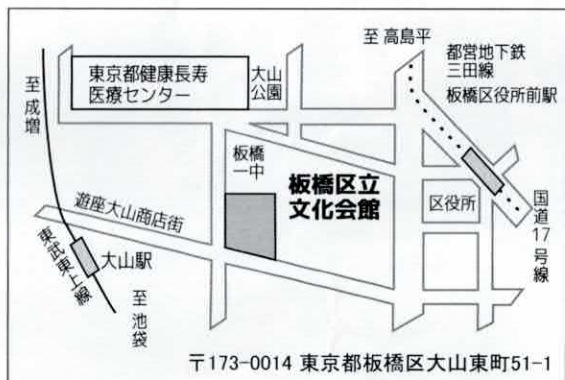 至 高島平
都営地下鉄
三田線
板橋区役所前駅
東京都健康長寿
医療センター
大山
公園
至 成増
板橋
一中
板橋区立
文化会館
区役所
国道17号線
遊座大山商店街
東武東上線
大山駅
至 池袋
〒173-0014 東京都板橋区大山東町51-1